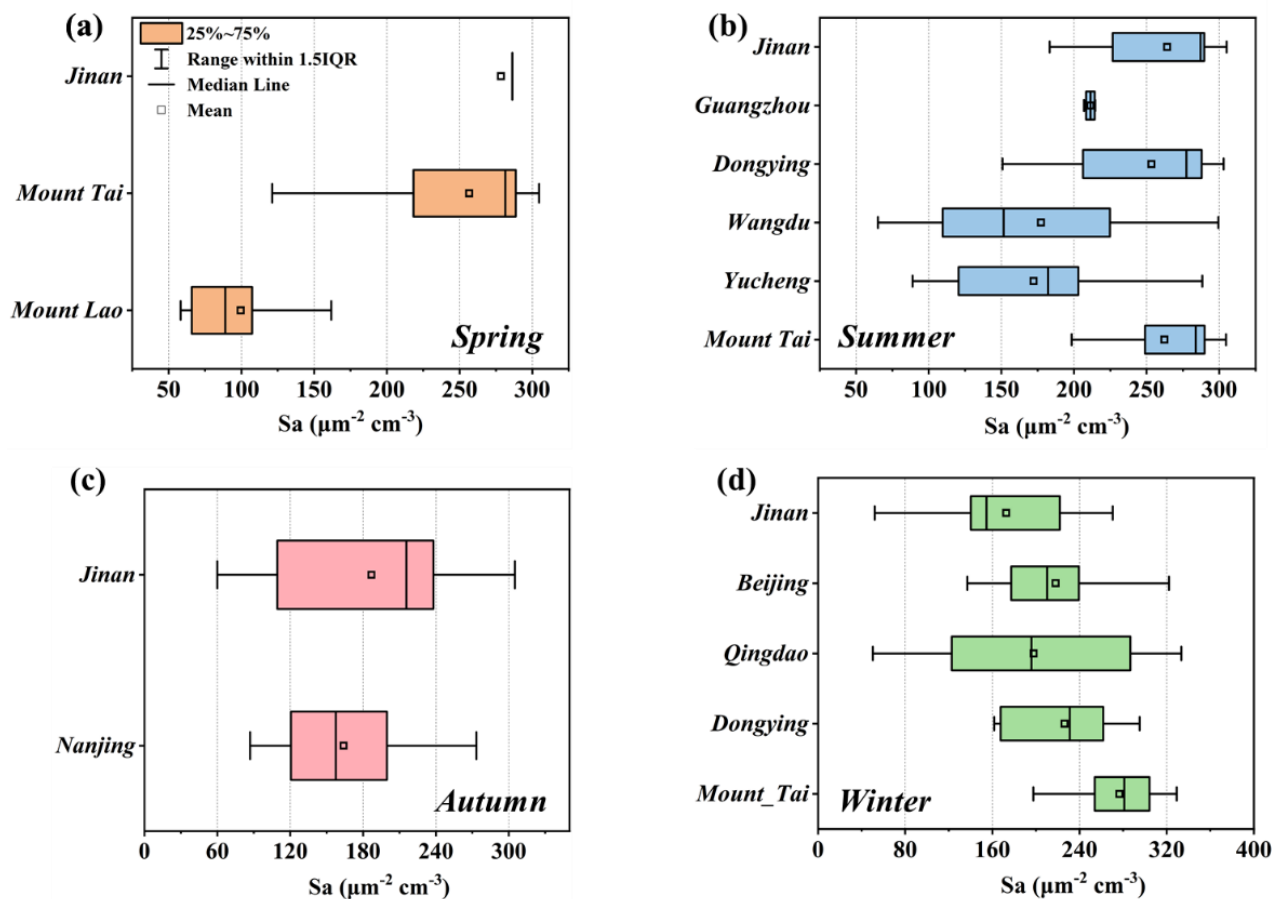 (a)
25%~75%
Range within 1.5IQR
Median Line
Mean
Jinan
Mount Tai
Mount Lao
Spring
50 100 150 200 250 300
Sa (μm⁻² cm⁻³)
(b)
Jinan
Guangzhou
Dongying
Wangdu
Yucheng
Mount Tai
Summer
50 100 150 200 250 300
Sa (μm⁻² cm⁻³)
(c)
Jinan
Nanjing
Autumn
0 60 120 180 240 300
Sa (μm⁻² cm⁻³)
(d)
Jinan
Beijing
Qingdao
Dongying
Mount_Tai
Winter
0 80 160 240 320 400
Sa (μm⁻² cm⁻³)